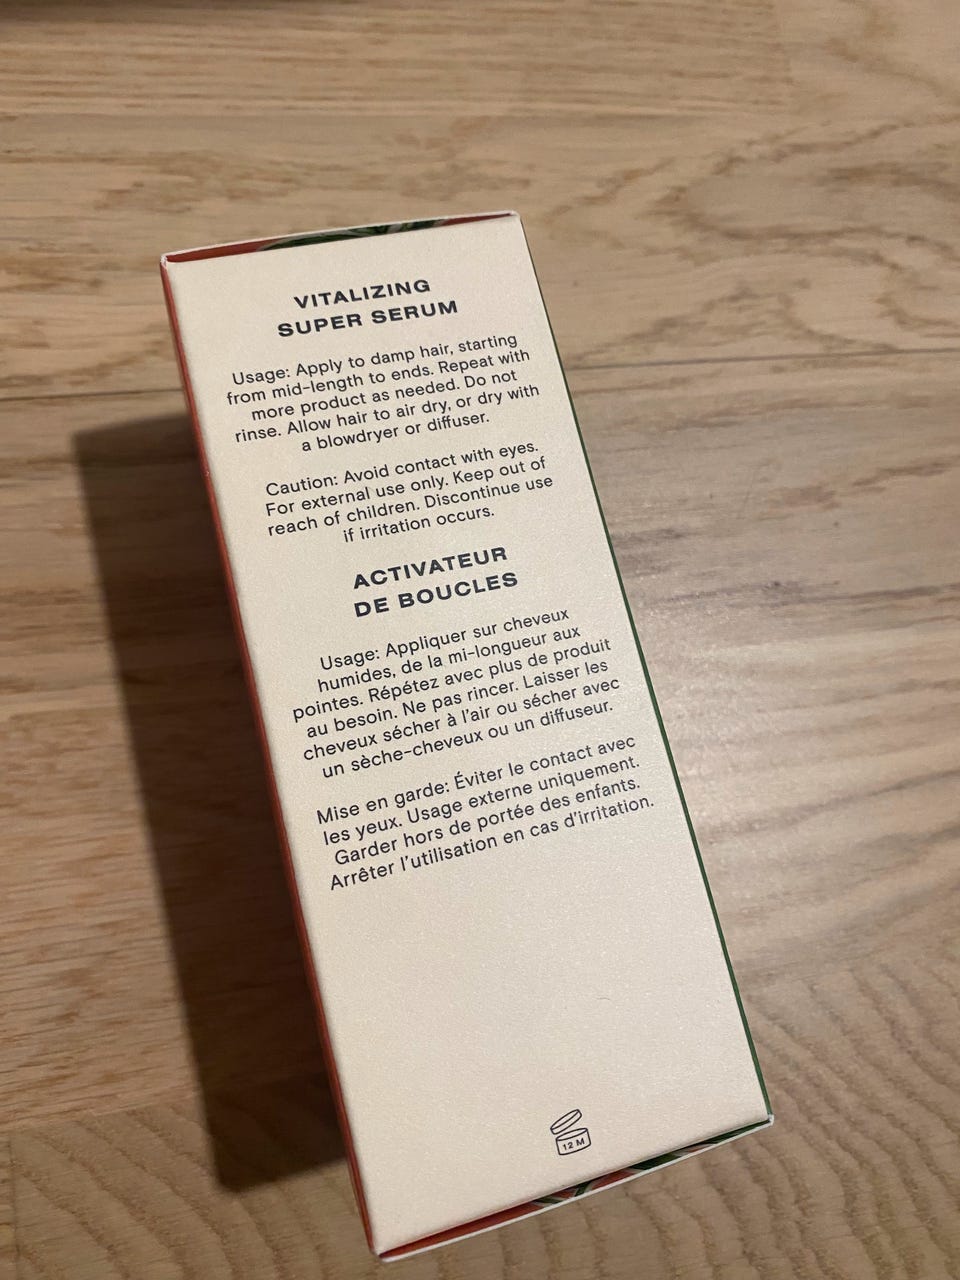 VITALIZING
SUPER SERUM
Usage: Apply to damp hair, starting
from mid-length to ends. Repeat with
more product as needed. Do not
rinse. Allow hair to air dry, or dry with
a blowdryer or diffuser.
Caution: Avoid contact with eyes.
For external use only. Keep out of
reach of children. Discontinue use
if irritation occurs.
ACTIVATEUR
DE BOUCLES
Usage: Appliquer sur cheveux
humides, de la mi-longueur aux
pointes. Répétez avec plus de produit
au besoin. Ne pas rincer. Laisser les
cheveux sécher à l'air ou sécher avec
un sèche-cheveux ou un diffuseur.
Mise en garde: Éviter le contact avec
les yeux. Usage externe uniquement.
Garder hors de portée des enfants.
Arrêter l'utilisation en cas d'irritation.
12 M